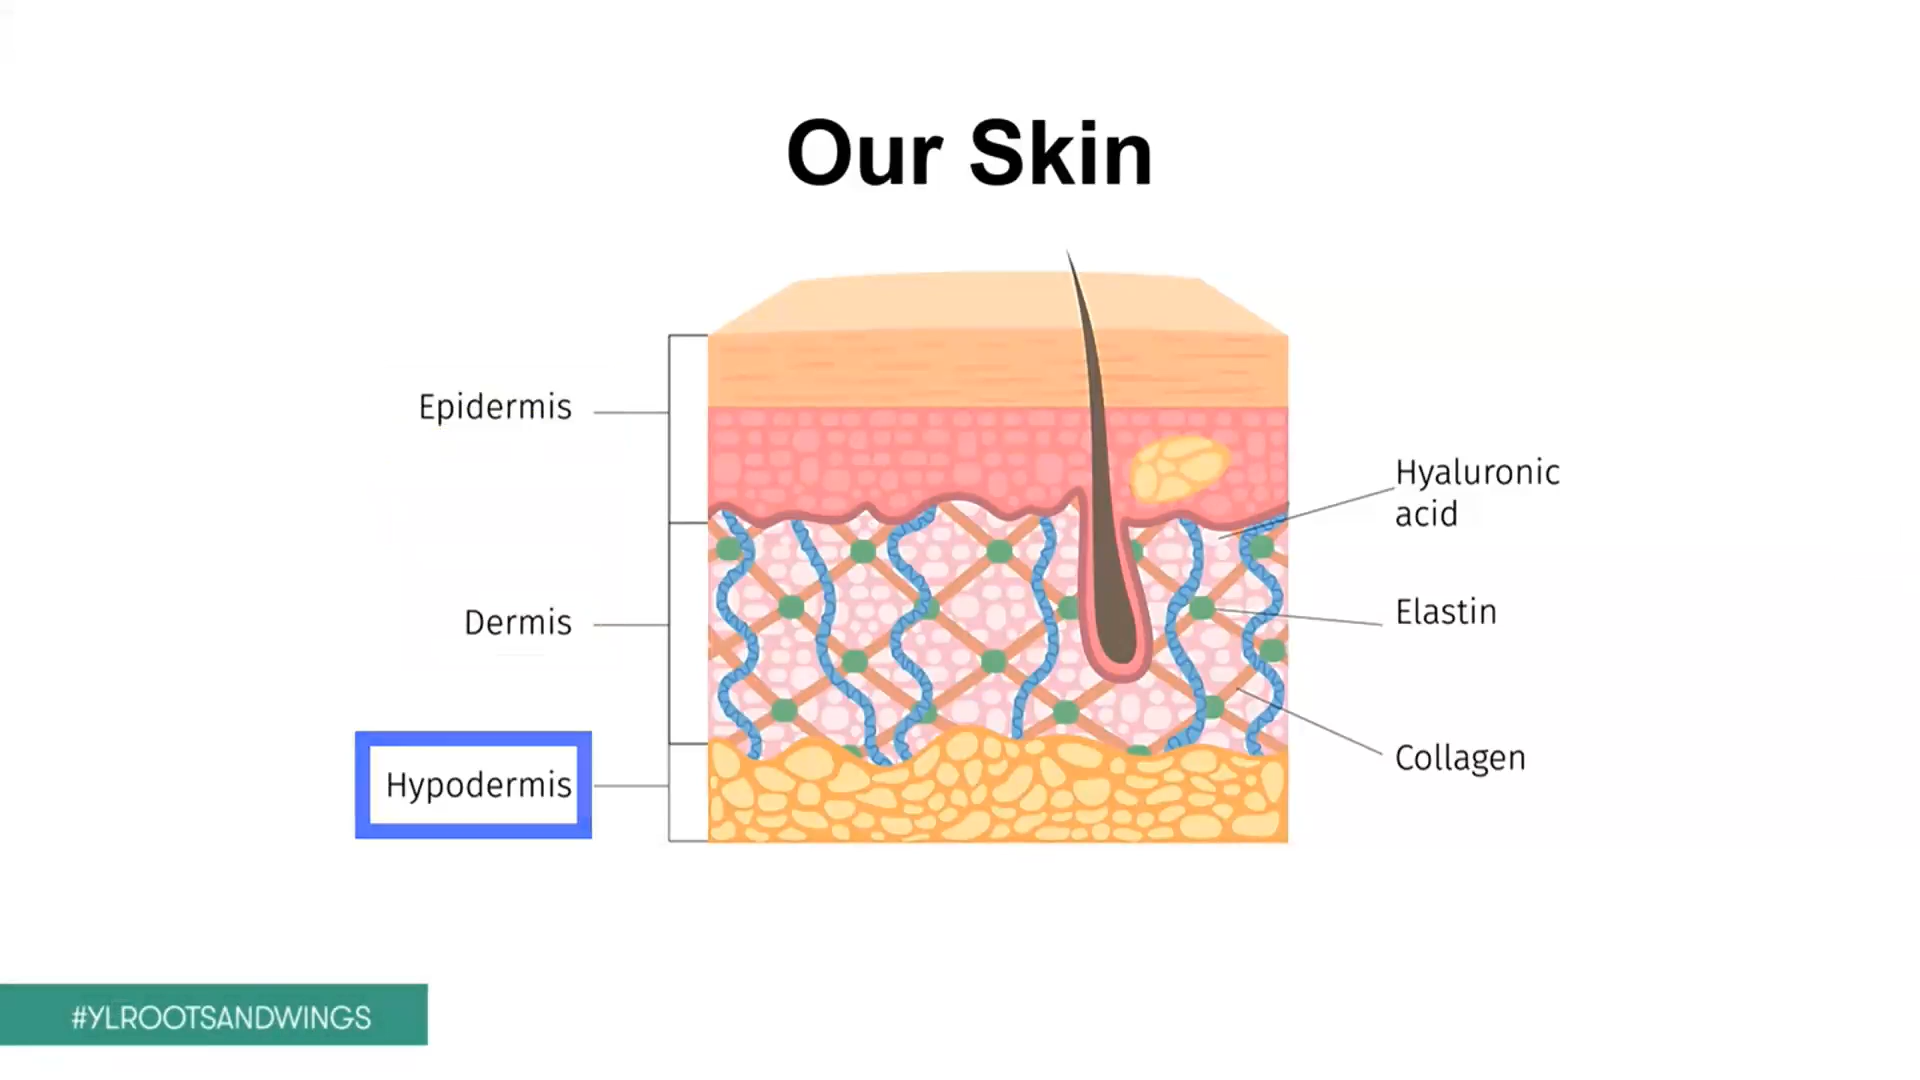 Our Skin
Epidermis
Dermis
Hypodermis
Hyaluronic
acid
Elastin
Collagen
#YLROOTSANDWINGS